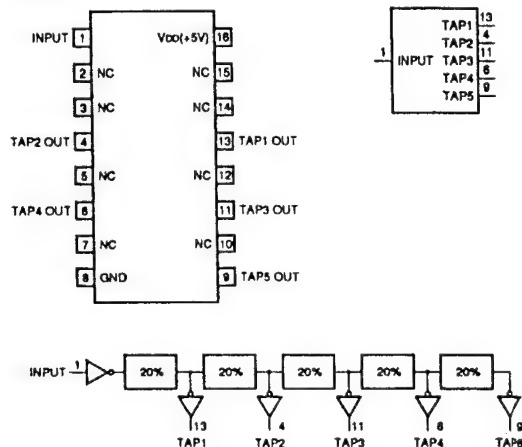 INPUT 1 VDD(+5V) 16
2 NC 15
3 NC NC 14
TAP2 OUT 4 13 TAP1 OUT
5 NC NC 12
TAP4 OUT 6 11 TAP3 OUT
7 NC NC 10
8 GND 9 TAP5 OUT
1 INPUT
TAP1 13
TAP2 4
TAP3 11
TAP4 6
TAP5 9
INPUT 1 20% 20% 20% 20% 20%
13 4 11 6 9
TAP1 TAP2 TAP3 TAP4 TAP5